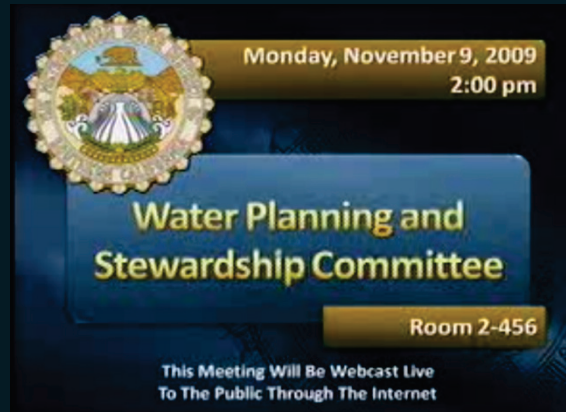 Monday, November 9, 2009
2:00 pm
Water Planning and
Stewardship Committee
Room 2-456
This Meeting Will Be Webcast Live
To The Public Through The Internet